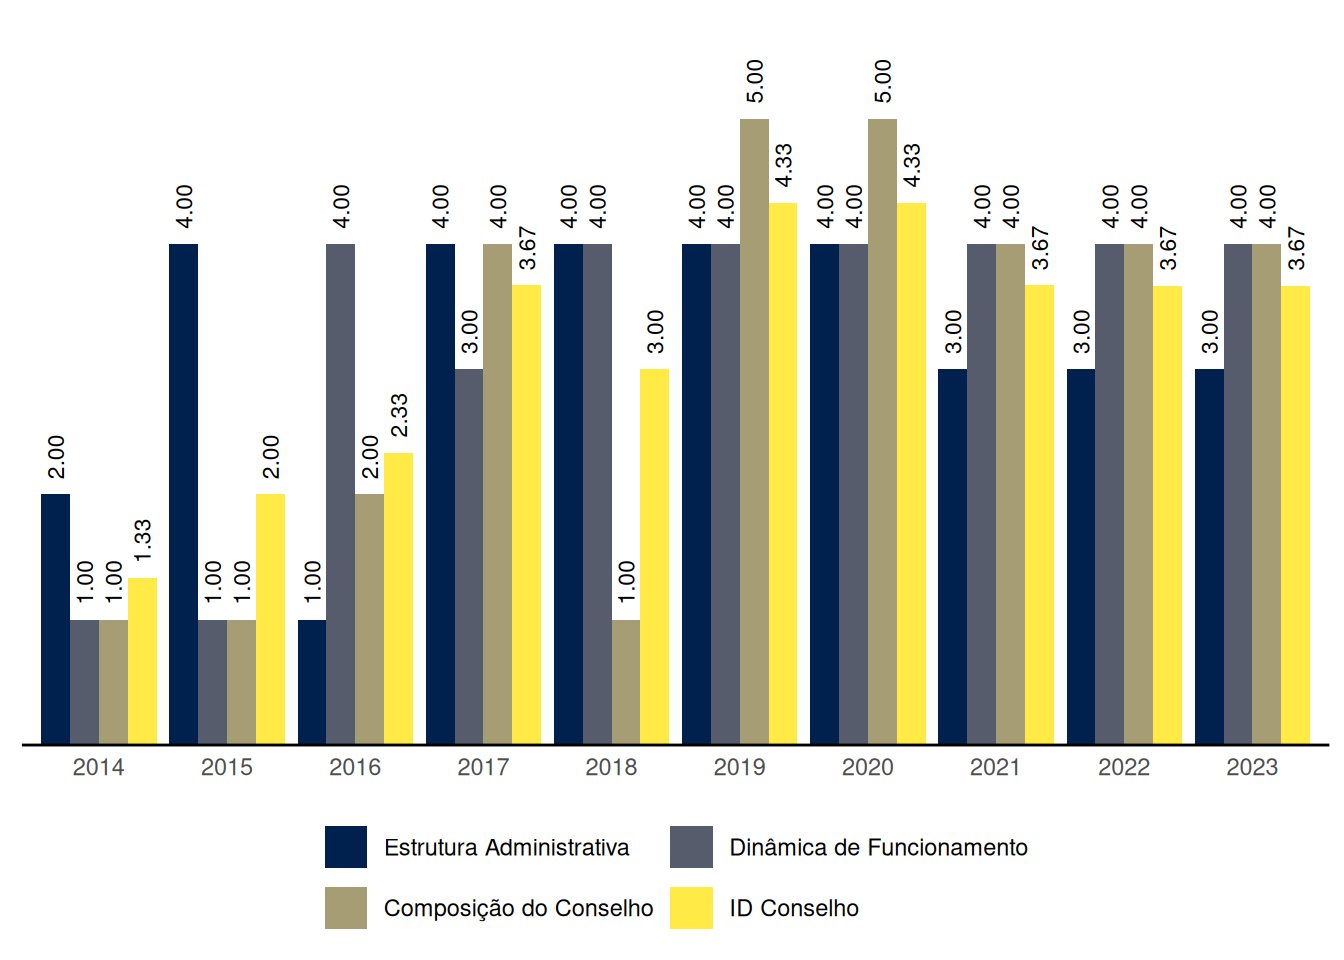 2.00 1.00 1.00 1.33
4.00 1.00 1.00 2.00
1.00 4.00 2.00 2.33
4.00 3.00 4.00 3.67
4.00 4.00 1.00 3.00
4.00 4.00 5.00 4.33
4.00 4.00 5.00 4.33
3.00 4.00 4.00 3.67
3.00 4.00 4.00 3.67
3.00 4.00 4.00 3.67
2014 2015 2016 2017 2018 2019 2020 2021 2022 2023
Estrutura Administrativa Dinâmica de Funcionamento
Composição do Conselho ID Conselho